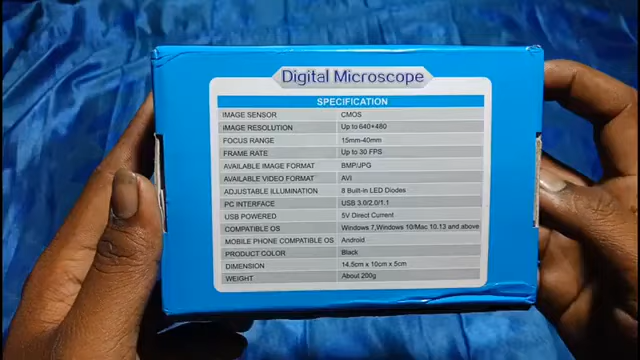 Digital Microscope
SPECIFICATION
IMAGE SENSOR CMOS
IMAGE RESOLUTION Up to 640*480
FOCUS RANGE 15mm-40mm
FRAME RATE Up to 30 FPS
AVAILABLE IMAGE FORMAT BMP/JPG
AVAILABLE VIDEO FORMAT AVI
ADJUSTABLE ILLUMINATION 8 Built-in LED Diodes
PC INTERFACE USB 3.0/2.0/1.1
USB POWERED 5V Direct Current
COMPATIBLE OS Windows 7,Windows 10/Mac 10.13 and above
MOBILE PHONE COMPATIBLE OS Android
PRODUCT COLOR Black
DIMENSION 14.5cm x 10cm x 5cm
WEIGHT About 200g